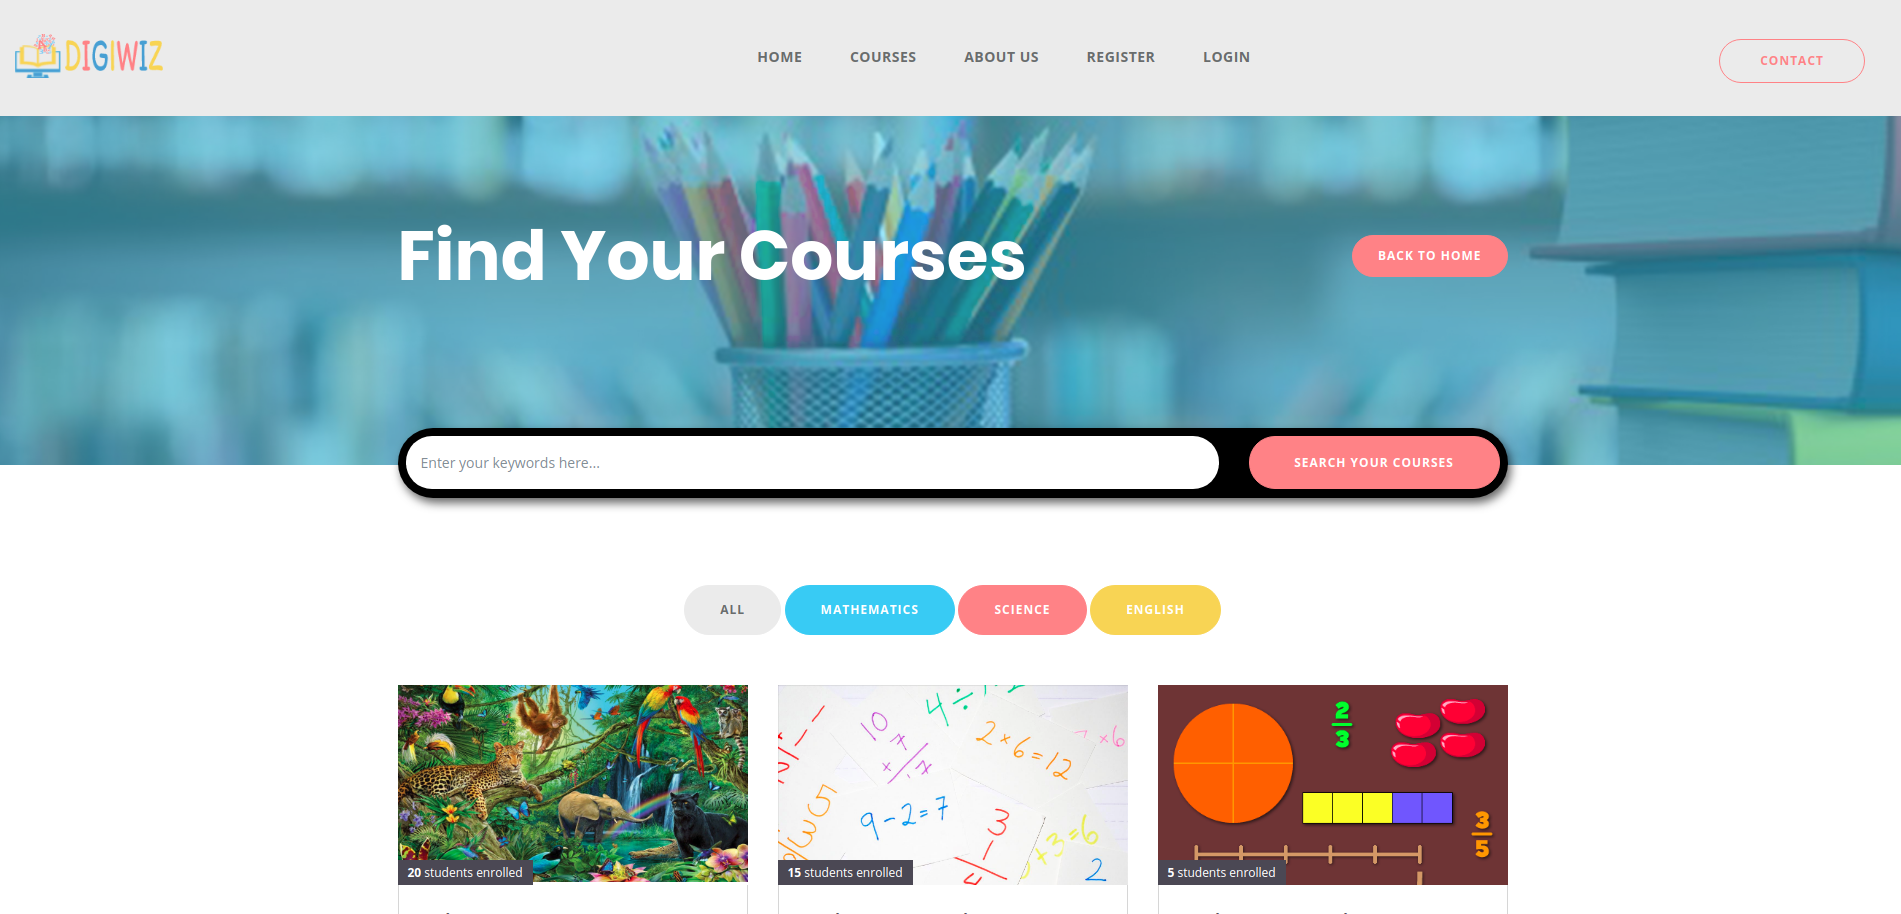 DIGIWIZ
HOME COURSES ABOUT US REGISTER LOGIN
CONTACT
Find Your Courses
BACK TO HOME
Enter your keywords here...
SEARCH YOUR COURSES
ALL MATHEMATICS SCIENCE ENGLISH
4 ÷
10
2 × 6 = 12
× 6
9 - 2 = 7
3
× 3 = 6
2
2
3
3
5
20 students enrolled
15 students enrolled
5 students enrolled